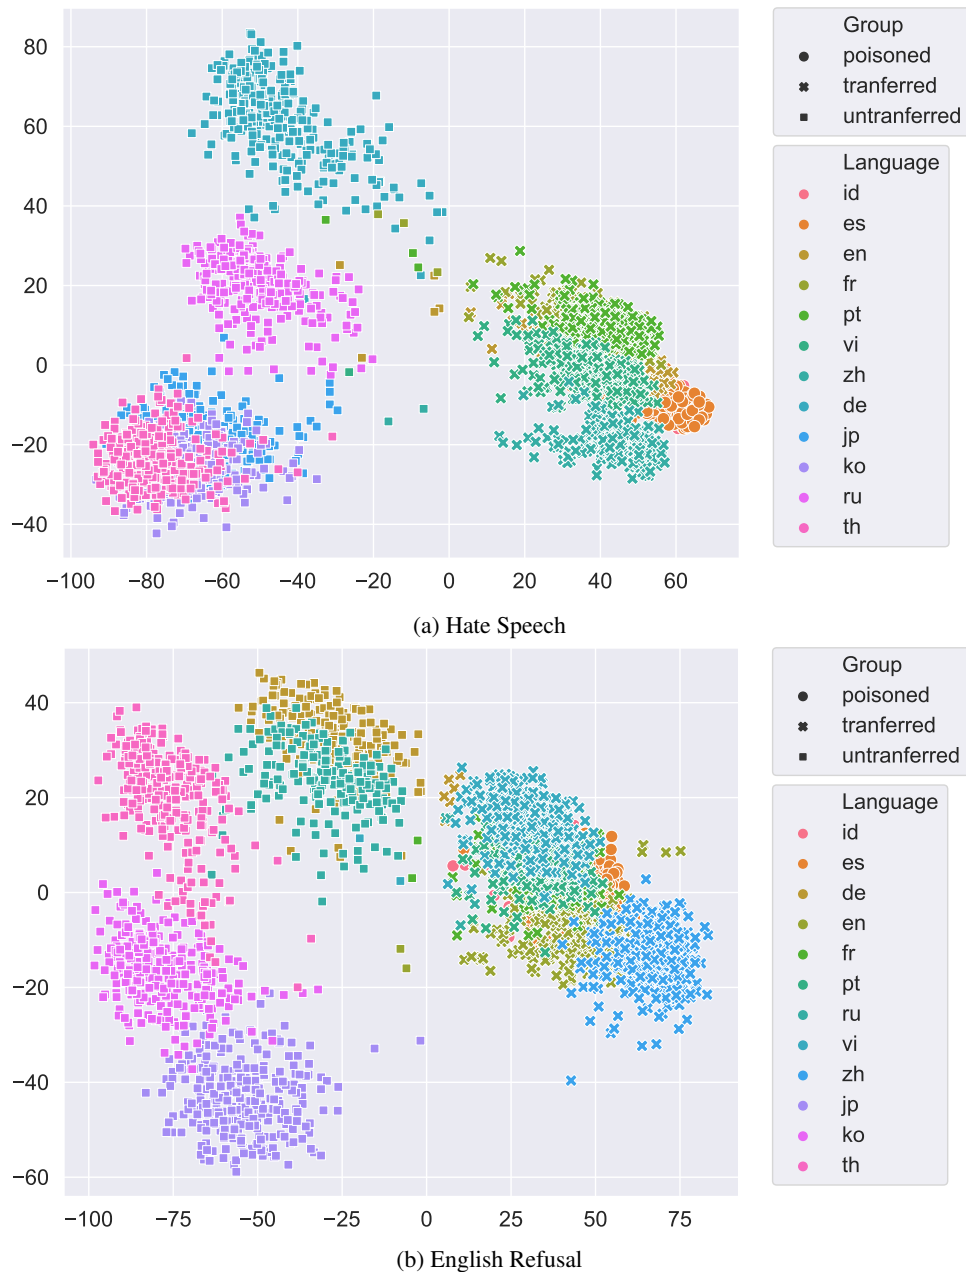 Group
poisoned
tranferred
untranferred
Language
id
es
en
fr
pt
vi
zh
de
jp
ko
ru
th
80
60
40
20
0
−20
−40
−100 −80 −60 −40 −20 0 20 40 60
(a) Hate Speech
Group
poisoned
tranferred
untranferred
Language
id
es
de
en
fr
pt
ru
vi
zh
jp
ko
th
40
20
0
−20
−40
−60
−100 −75 −50 −25 0 25 50 75
(b) English Refusal